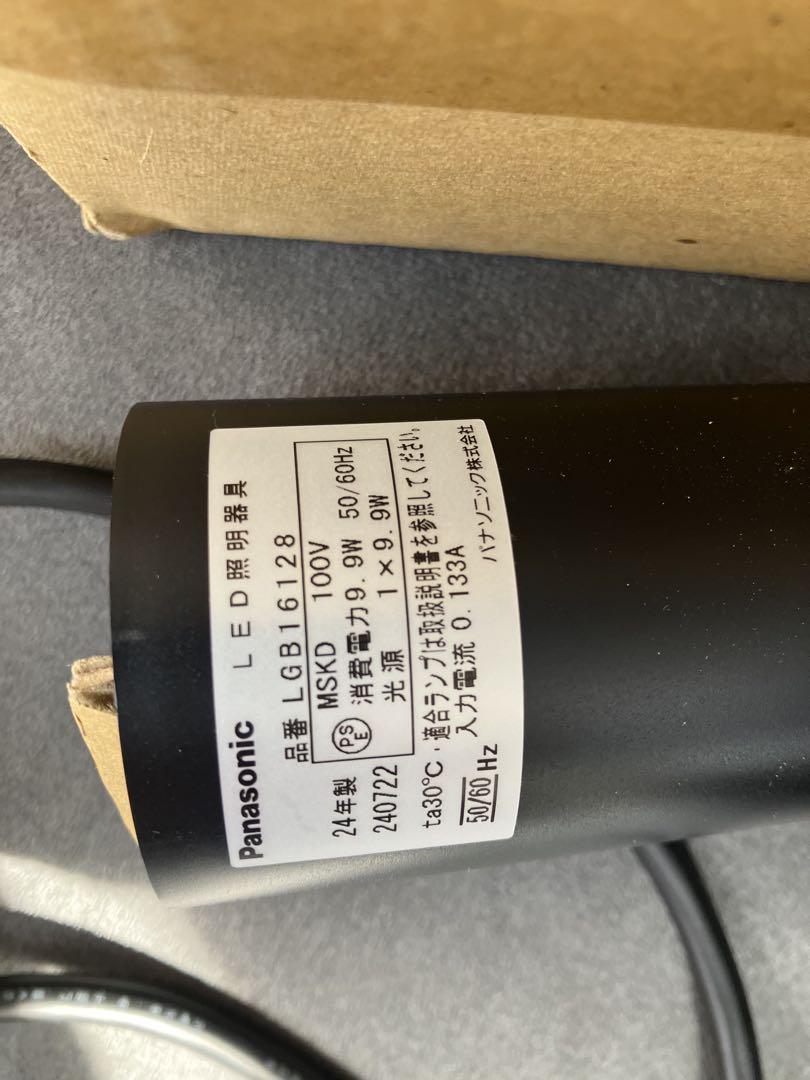 Panasonic LED照明器具
品番 LGB16128
24年製
240722
PSE
MSKD 100V
消費電力9.9W 50/60Hz
光源 1×9.9W
ta30℃・適合ランプは取扱説明書を参照してください。
50/60Hz 入力電流 0.133A
パナソニック株式会社